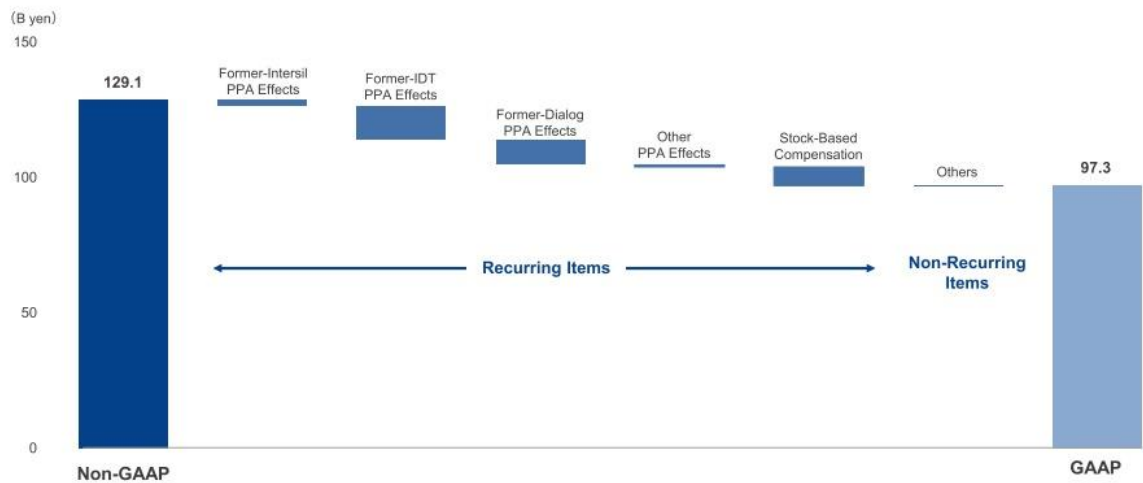 (B yen)
150
129.1
Former-Intersil
PPA Effects
Former-IDT
PPA Effects
Former-Dialog
PPA Effects
Other
PPA Effects
Stock-Based
Compensation
Others
97.3
100
Recurring Items
Non-Recurring
Items
50
0
Non-GAAP
GAAP